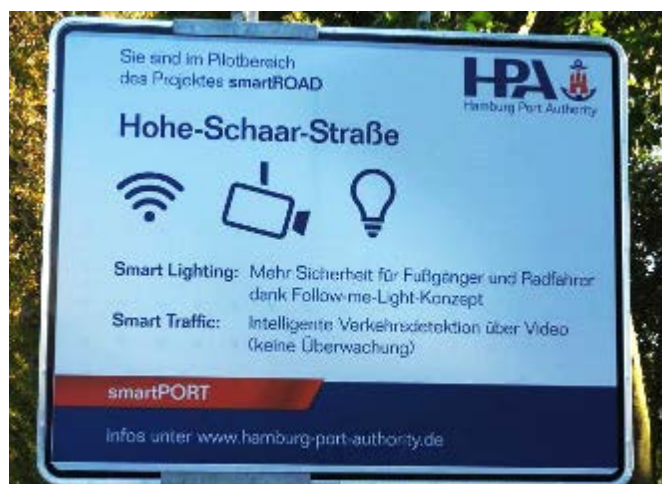 Sie sind im Pilotbereich
des Projektes smartROAD
HPA
Hamburg Port Authority
Hohe-Schaar-Straße
Smart Lighting: Mehr Sicherheit für Fußgänger und Radfahrer
dank Follow-me-Light-Konzept
Smart Traffic: Intelligente Verkehrsdetektion über Video
(keine Überwachung)
smartPORT
Infos unter www.hamburg-port-authority.de